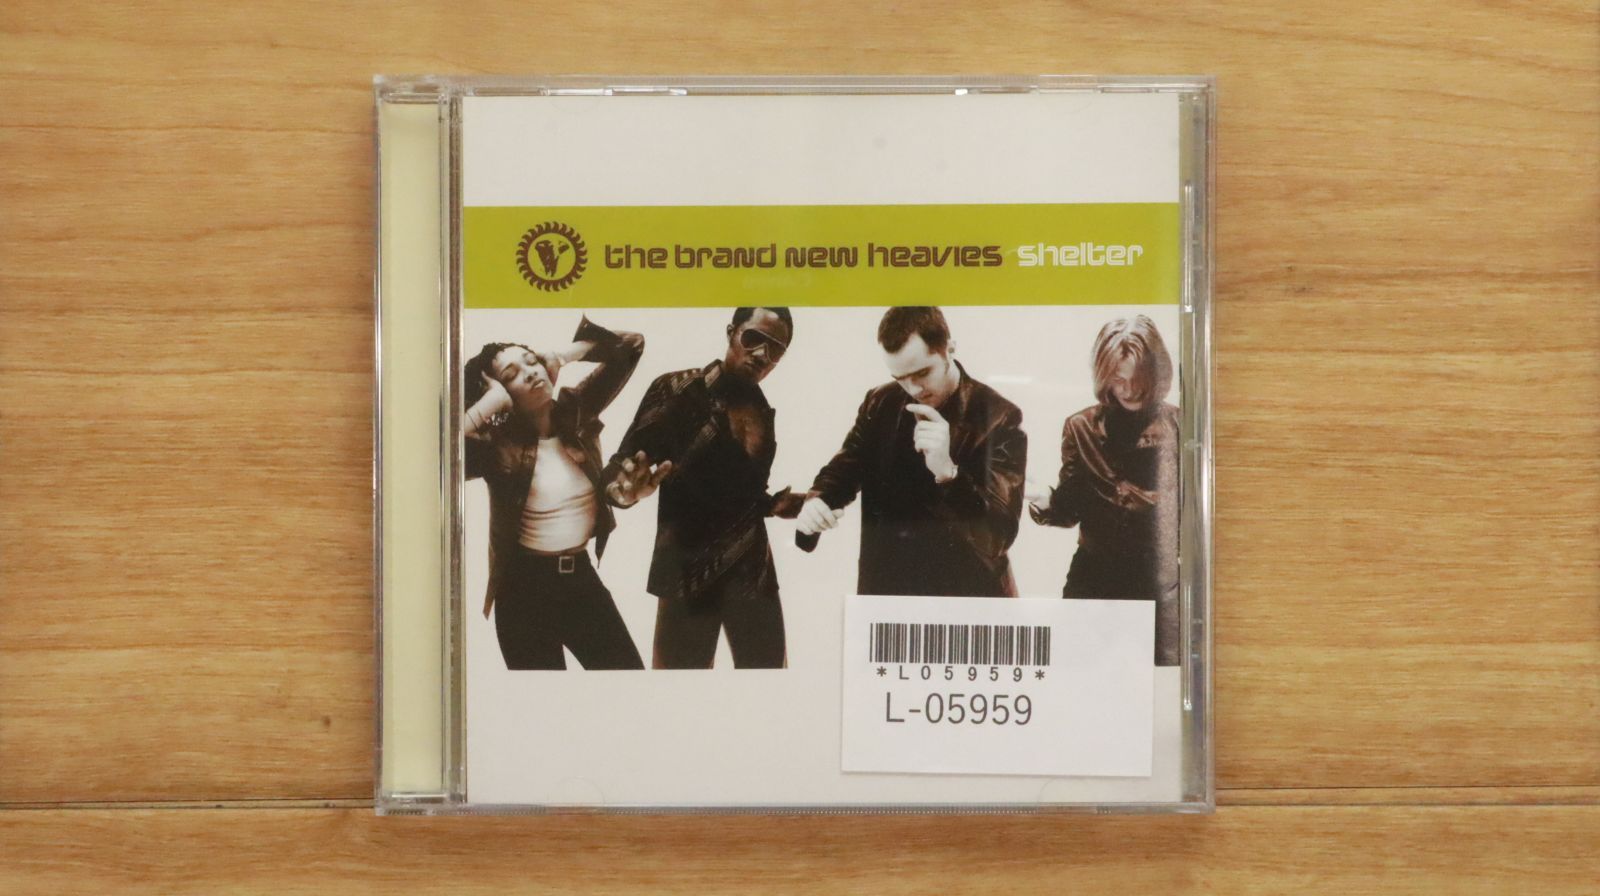 the brand new heavies shelter
*L05959*
L-05959